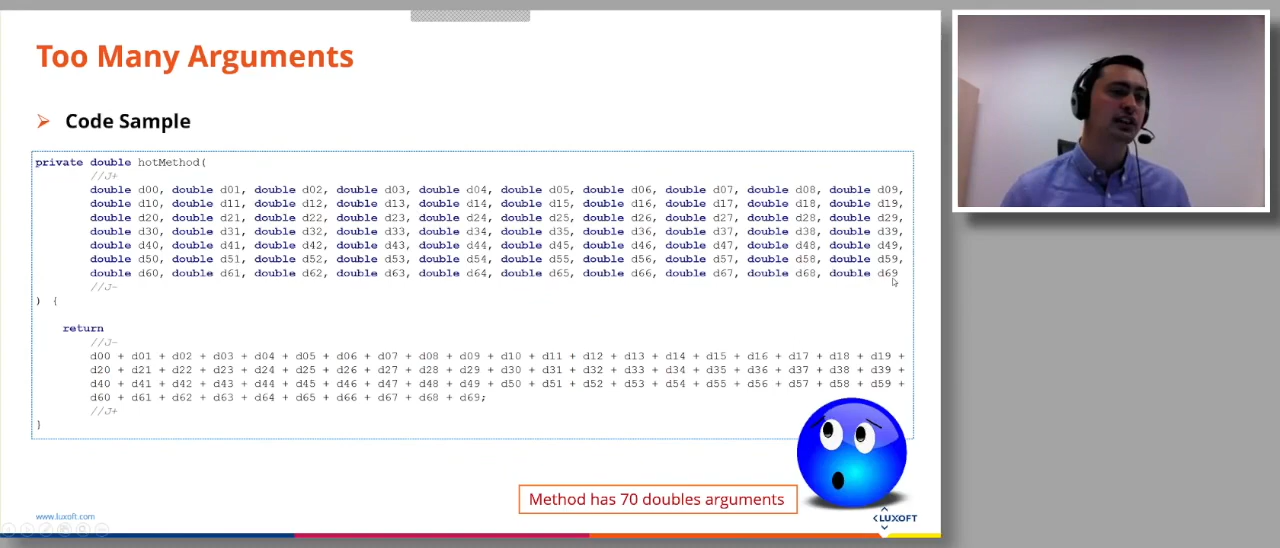 Too Many Arguments
Code Sample
private double hotMethod(
//J+
double d00, double d01, double d02, double d03, double d04, double d05, double d06, double d07, double d08, double d09,
double d10, double d11, double d12, double d13, double d14, double d15, double d16, double d17, double d18, double d19,
double d20, double d21, double d22, double d23, double d24, double d25, double d26, double d27, double d28, double d29,
double d30, double d31, double d32, double d33, double d34, double d35, double d36, double d37, double d38, double d39,
double d40, double d41, double d42, double d43, double d44, double d45, double d46, double d47, double d48, double d49,
double d50, double d51, double d52, double d53, double d54, double d55, double d56, double d57, double d58, double d59,
double d60, double d61, double d62, double d63, double d64, double d65, double d66, double d67, double d68, double d69
//J-
) {
return
//J-
d00 + d01 + d02 + d03 + d04 + d05 + d06 + d07 + d08 + d09 + d10 + d11 + d12 + d13 + d14 + d15 + d16 + d17 + d18 + d19 +
d20 + d21 + d22 + d23 + d24 + d25 + d26 + d27 + d28 + d29 + d30 + d31 + d32 + d33 + d34 + d35 + d36 + d37 + d38 + d39 +
d40 + d41 + d42 + d43 + d44 + d45 + d46 + d47 + d48 + d49 + d50 + d51 + d52 + d53 + d54 + d55 + d56 + d57 + d58 + d59 +
d60 + d61 + d62 + d63 + d64 + d65 + d66 + d67 + d68 + d69;
//J+
}
Method has 70 doubles arguments
www.luxoft.com
LUXOFT